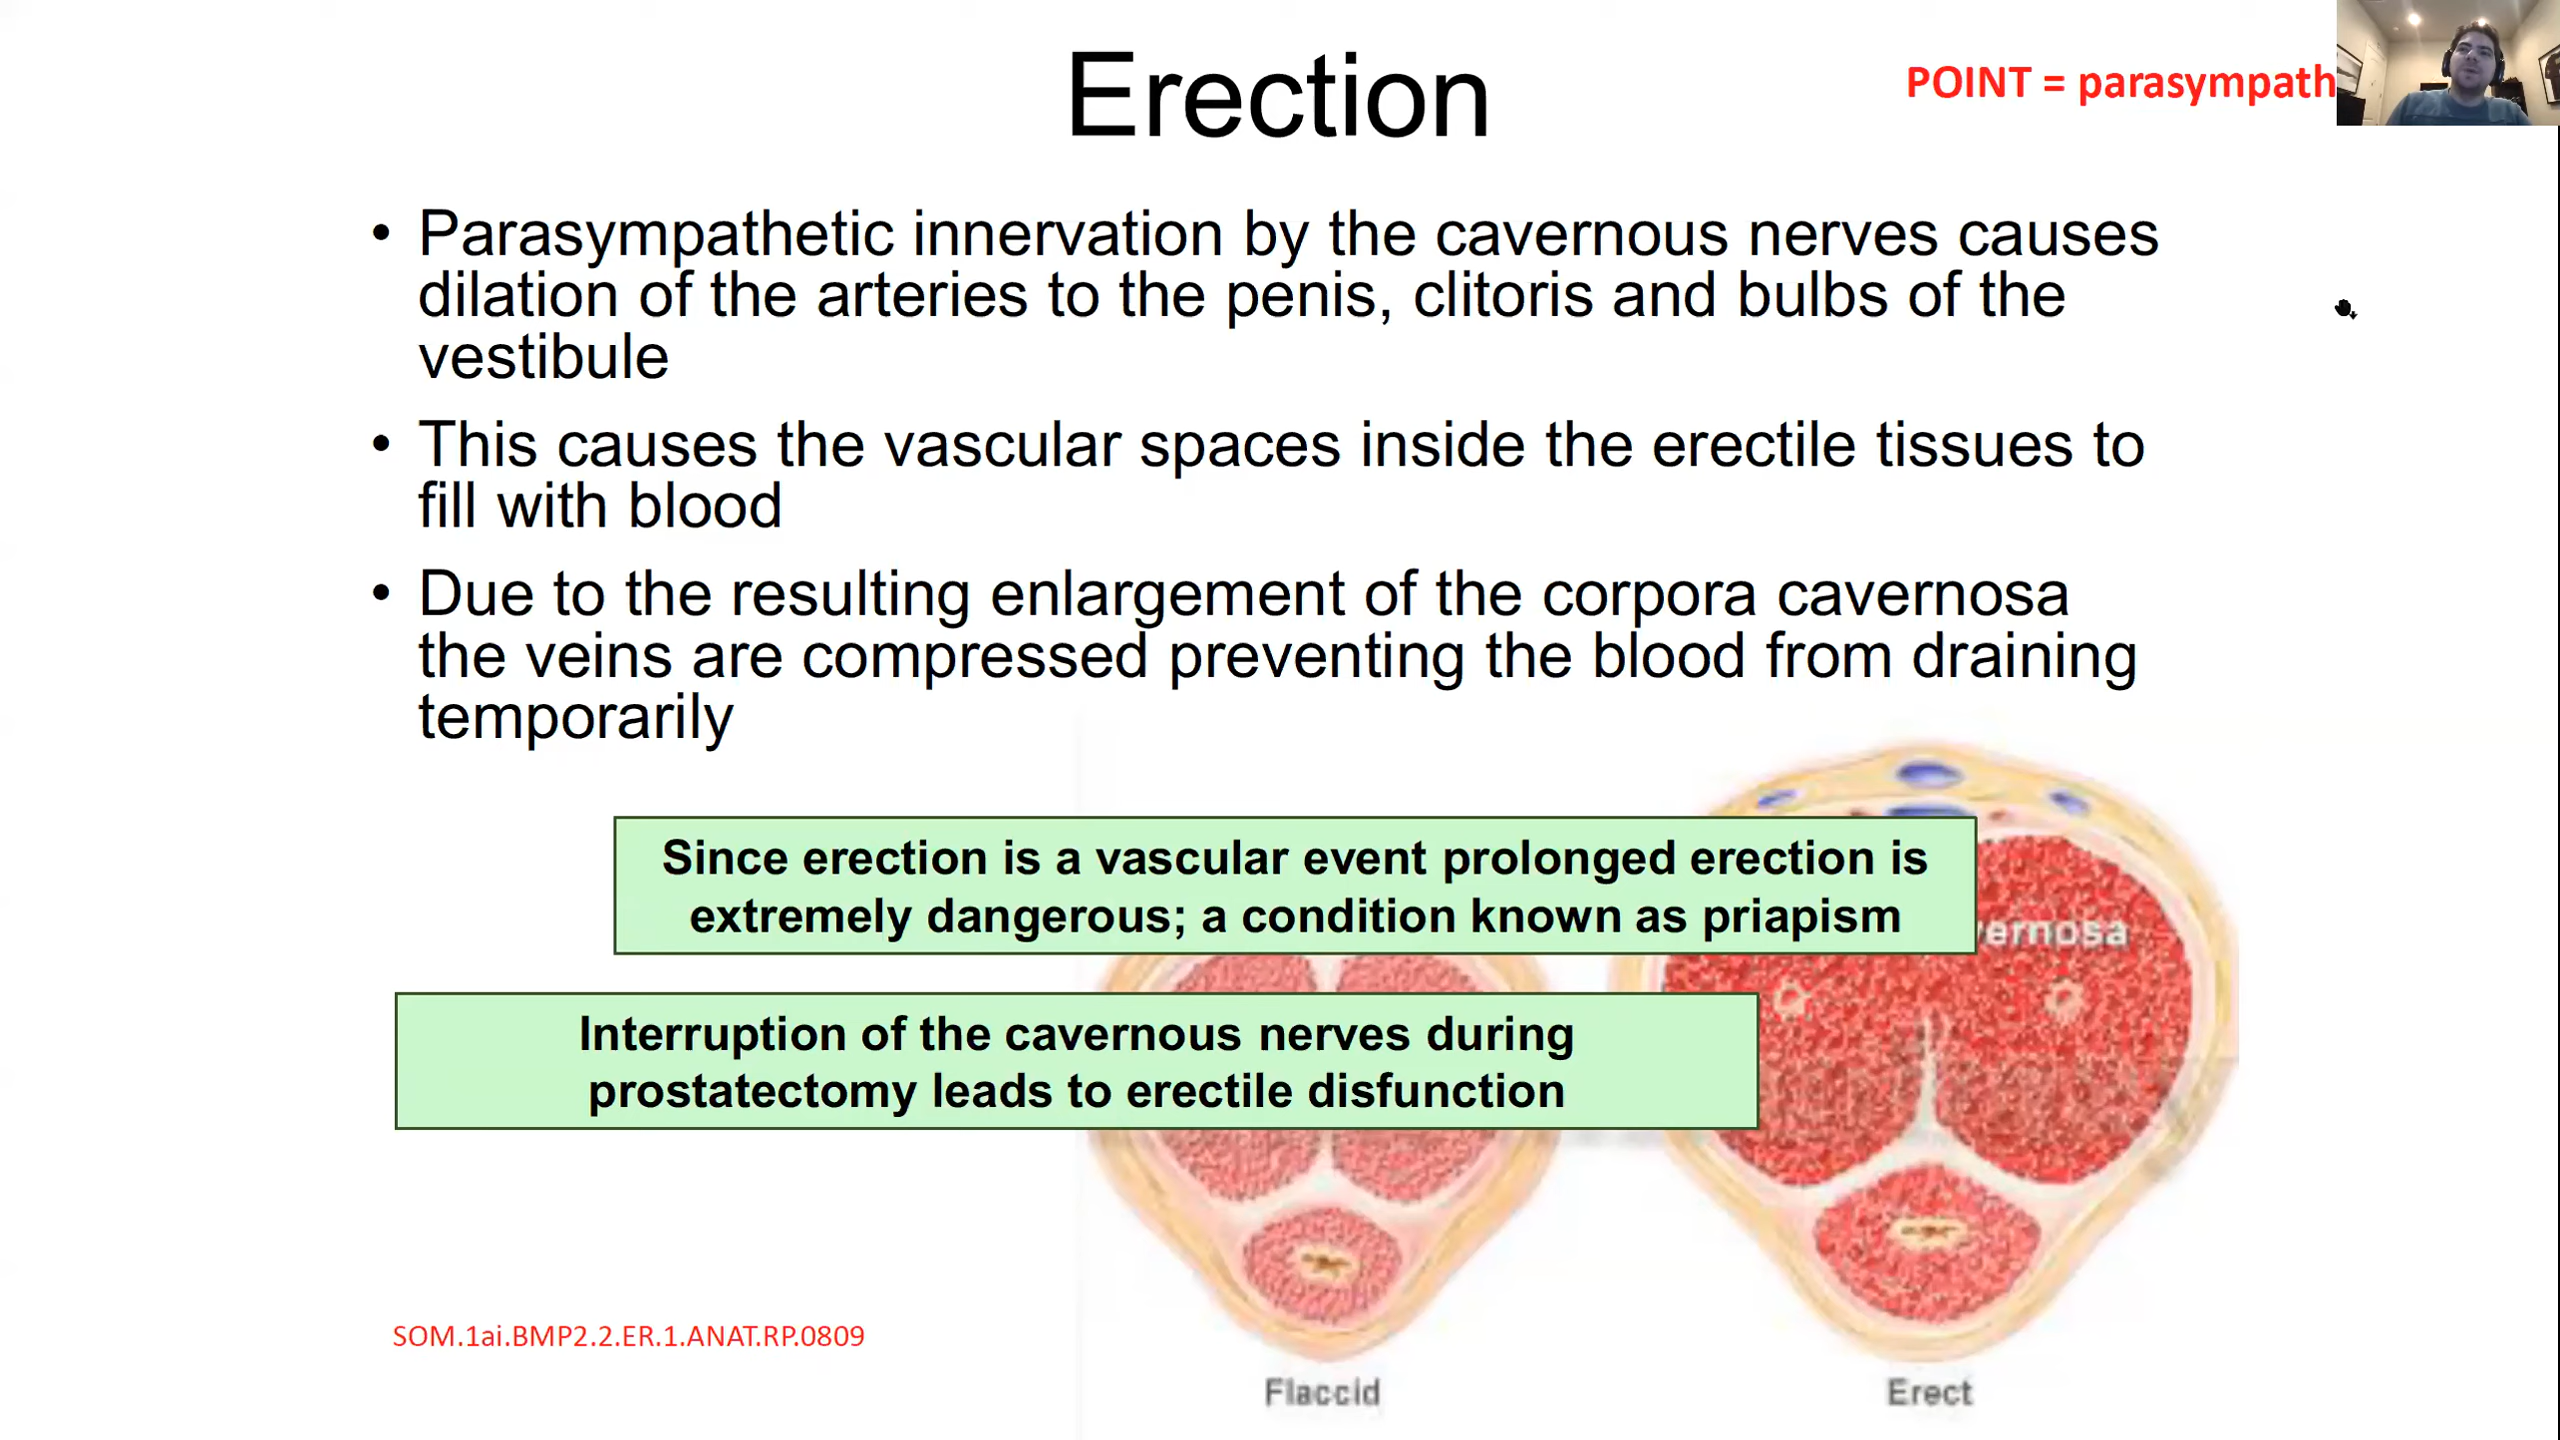 Erection
POINT = parasympath
• Parasympathetic innervation by the cavernous nerves causes
dilation of the arteries to the penis, clitoris and bulbs of the
vestibule
• This causes the vascular spaces inside the erectile tissues to
fill with blood
• Due to the resulting enlargement of the corpora cavernosa
the veins are compressed preventing the blood from draining
temporarily
Since erection is a vascular event prolonged erection is
extremely dangerous; a condition known as priapism
ernosa
Interruption of the cavernous nerves during
prostatectomy leads to erectile disfunction
SOM.1ai.BMP2.2.ER.1.ANAT.RP.0809
Flaccid
Erect